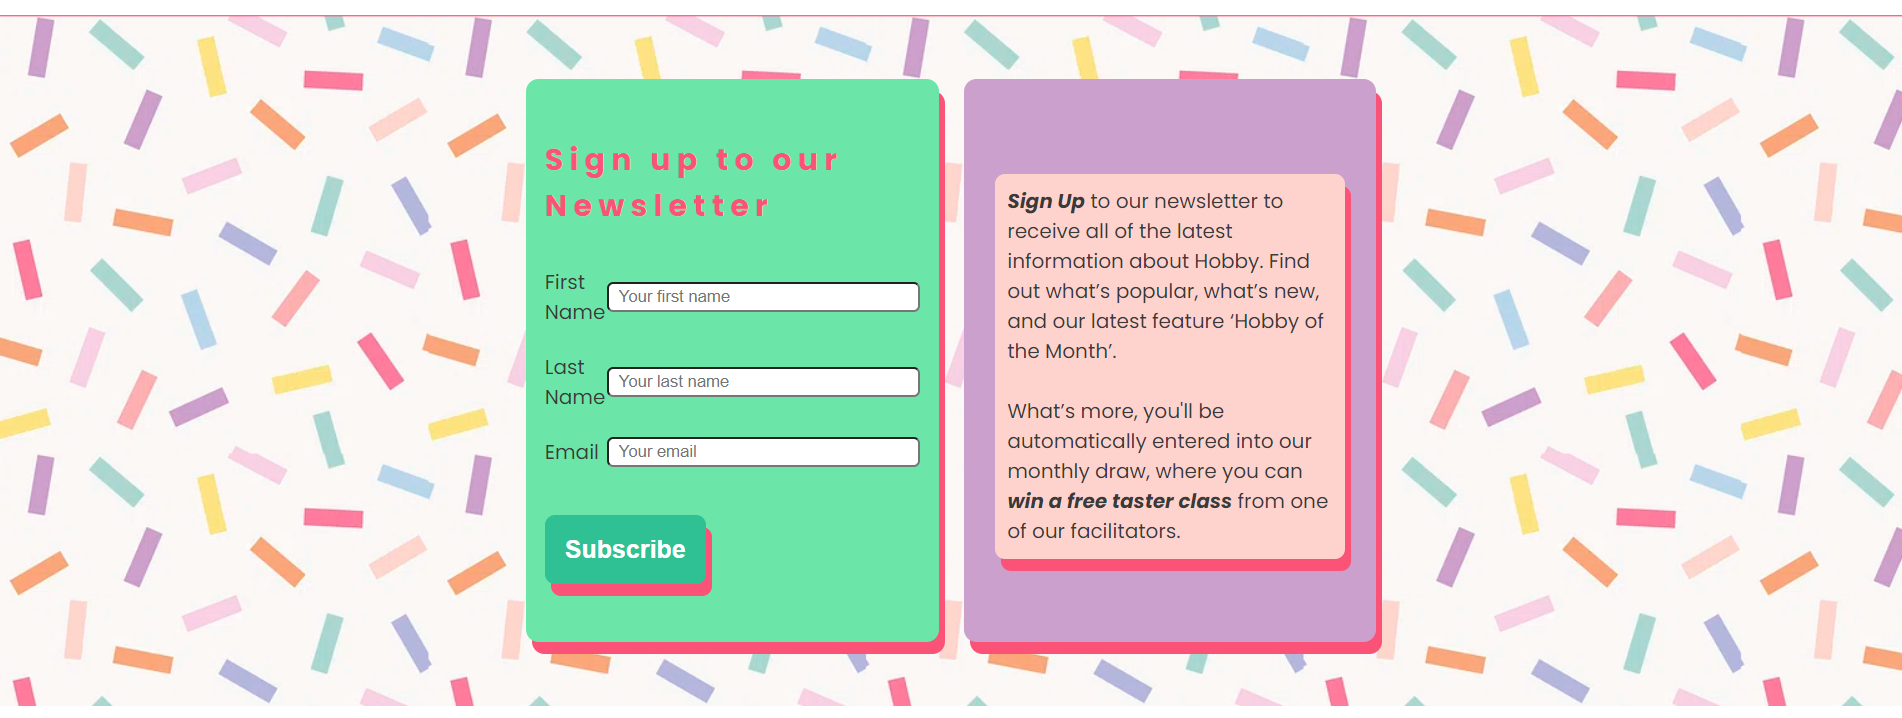 Sign up to our
Newsletter
First
Name
Your first name
Last
Name
Your last name
Email
Your email
Subscribe
Sign Up to our newsletter to
receive all of the latest
information about Hobby. Find
out what’s popular, what’s new,
and our latest feature ‘Hobby of
the Month’.
What’s more, you'll be
automatically entered into our
monthly draw, where you can
win a free taster class from one
of our facilitators.